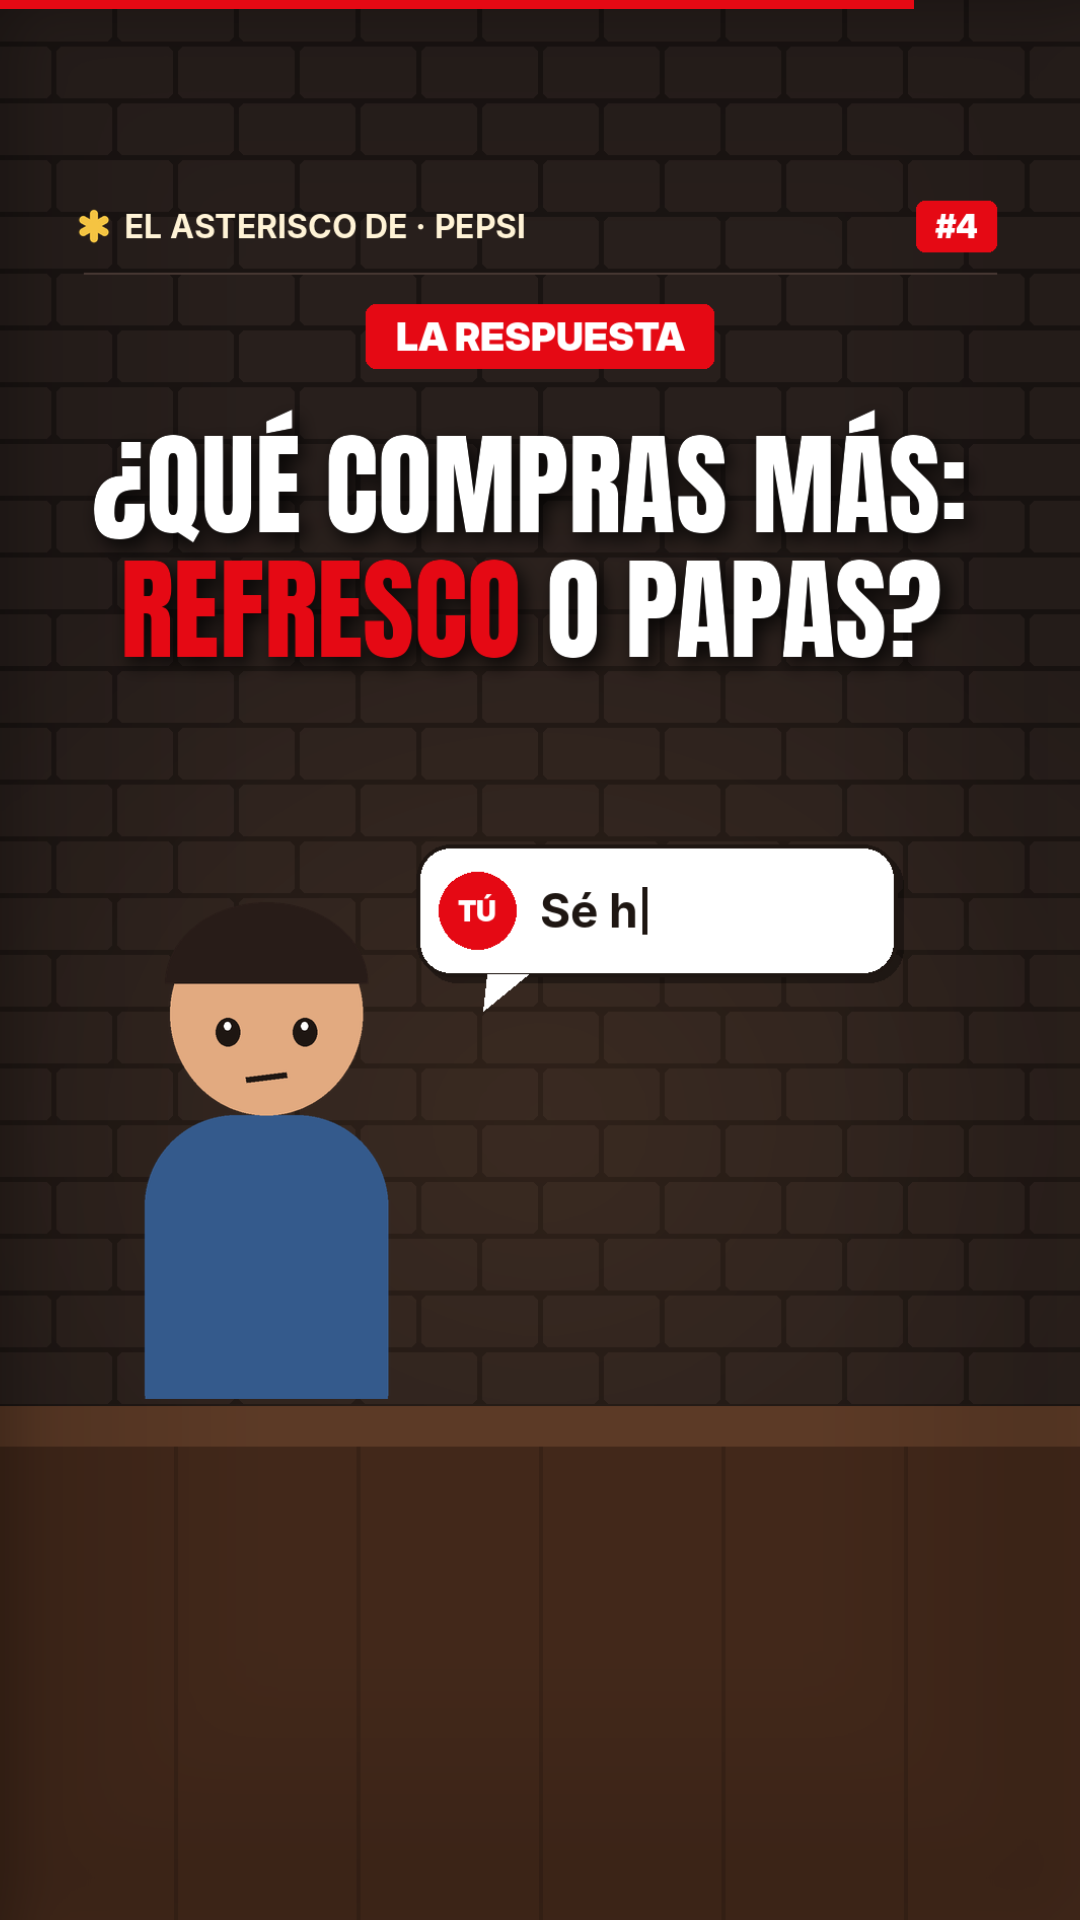 EL ASTERISCO DE · PEPSI
#4
LA RESPUESTA
¿QUÉ COMPRAS MÁS:
REFRESCO O PAPAS?
TÚ
Sé h